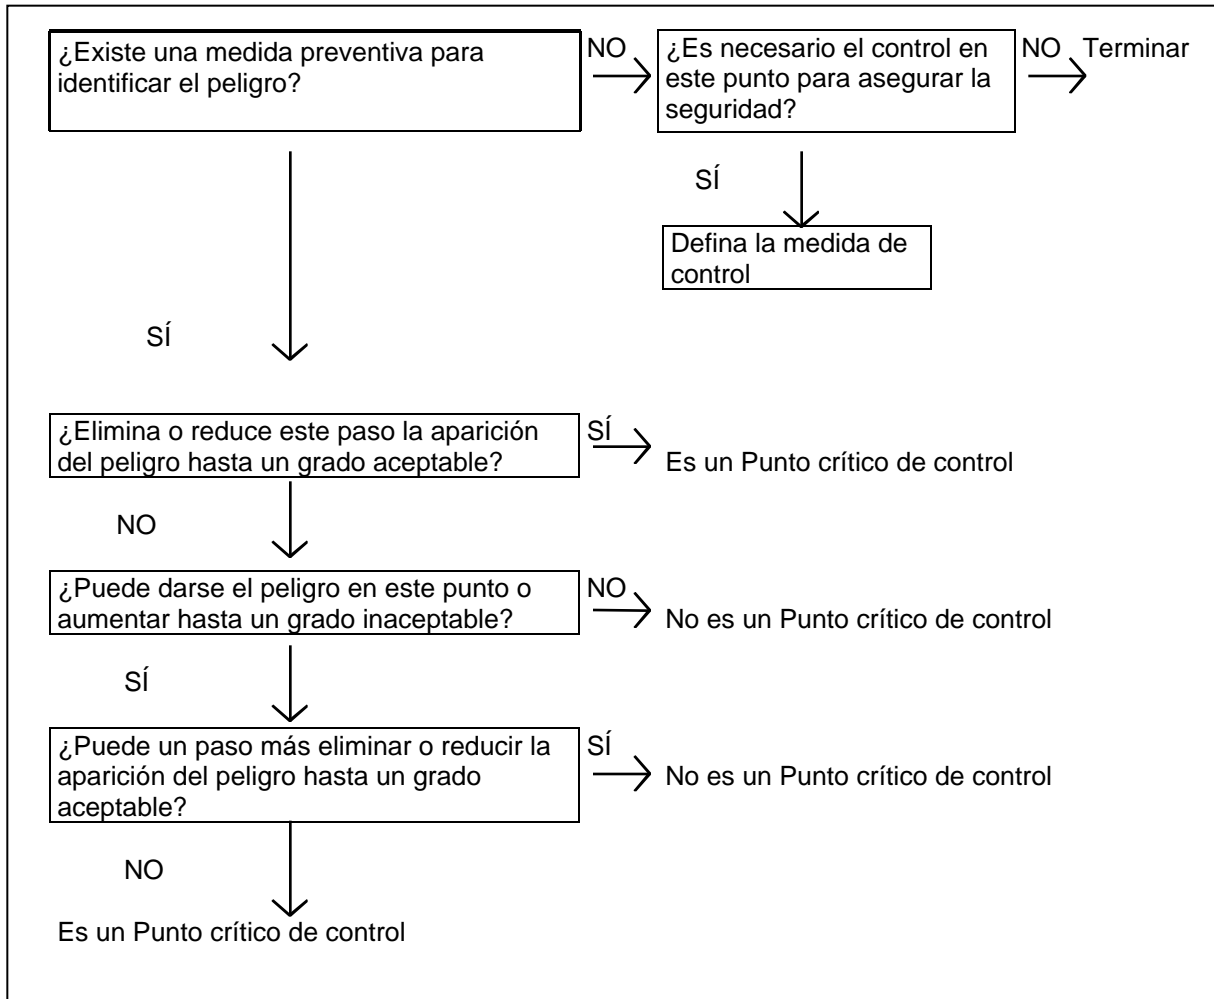 ¿Existe una medida preventiva para
identificar el peligro?
NO
¿Es necesario el control en
este punto para asegurar la
seguridad?
NO
Terminar
SÍ
Defina la medida de
control
SÍ
¿Elimina o reduce este paso la aparición
del peligro hasta un grado aceptable?
SÍ
Es un Punto crítico de control
NO
¿Puede darse el peligro en este punto o
aumentar hasta un grado inaceptable?
NO
No es un Punto crítico de control
SÍ
¿Puede un paso más eliminar o reducir la
aparición del peligro hasta un grado
aceptable?
SÍ
No es un Punto crítico de control
NO
Es un Punto crítico de control